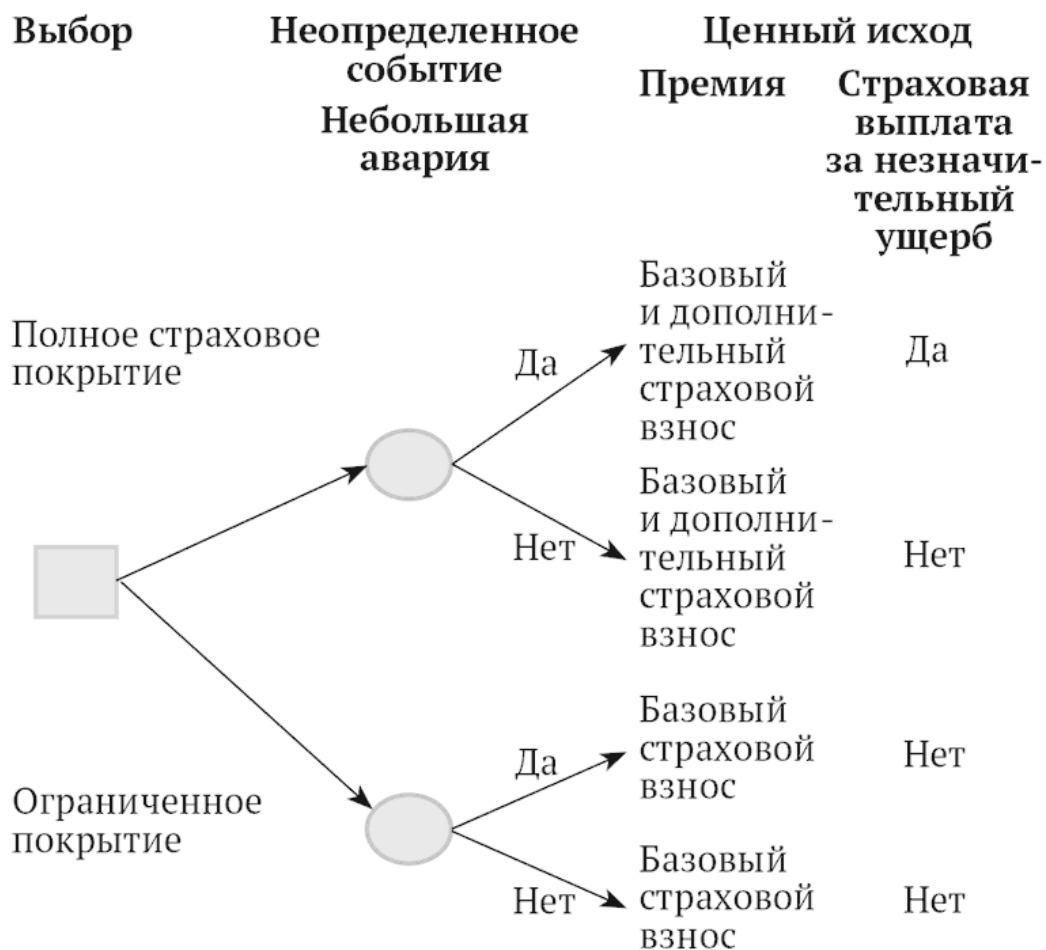 Выбор
Неопределенное
событие
Небольшая
авария
Ценный исход
Премия
Страховая
выплата
за незначи-
тельный
ущерб
Полное страховое
покрытие
Да
Базовый
и дополни-
тельный
страховой
взнос
Да
Нет
Базовый
и дополни-
тельный
страховой
взнос
Нет
Ограниченное
покрытие
Да
Базовый
страховой
взнос
Нет
Нет
Базовый
страховой
взнос
Нет